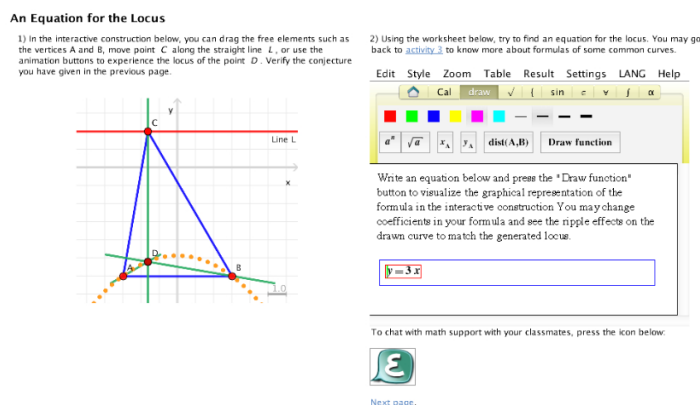 An Equation for the Locus
1) In the interactive construction below, you can drag the free elements such as
the vertices A and B, move point C along the straight line L, or use the
animation buttons to experience the locus of the point D. Verify the conjecture
you have given in the previous page.
y
C
Line L
x
D
A
B
1.0
2) Using the worksheet below, try to find an equation for the locus. You may go
back to activity 3 to know more about formulas of some common curves.
Edit Style Zoom Table Result Settings LANG Help
Cal draw √ { sin ⊂ ∀ ∫ α
aⁿ √a x_A y_A dist(A,B) Draw function
Write an equation below and press the "Draw function"
button to visualize the graphical representation of the
formula in the interactive construction You may change
coefficients in your formula and see the ripple effects on the
drawn curve to match the generated locus.
y = 3 x
To chat with math support with your classmates, press the icon below:
Next page.